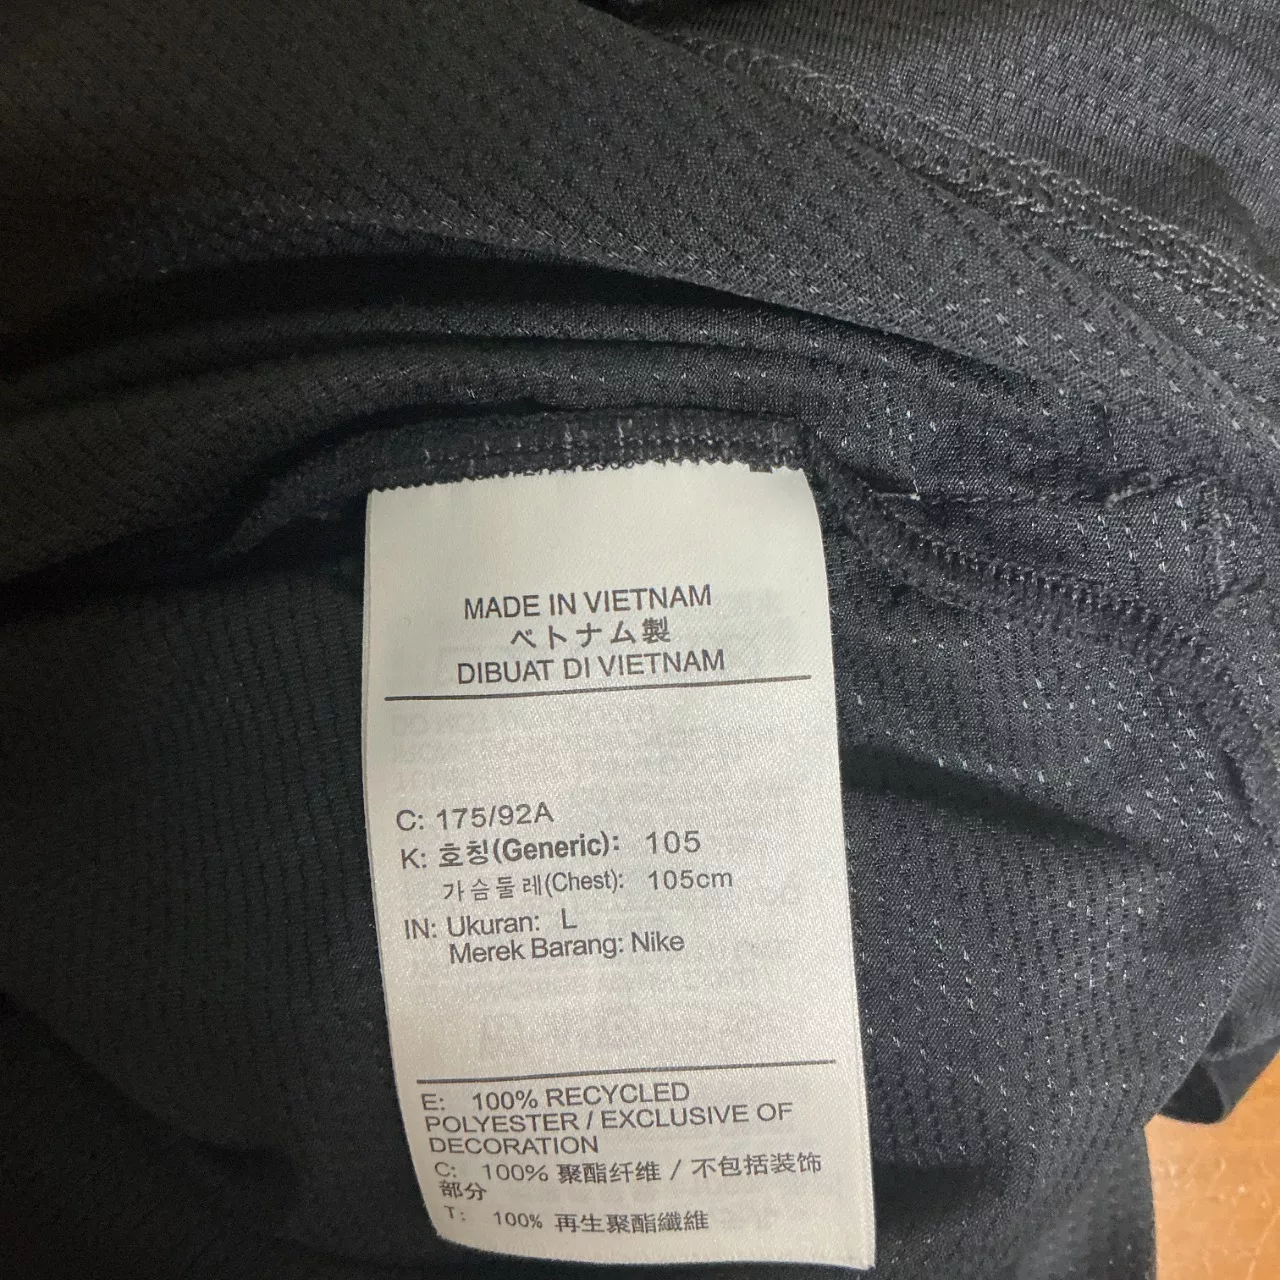 MADE IN VIETNAM
ベトナム製
DIBUAT DI VIETNAM
C: 175/92A
K: 호칭(Generic): 105
가슴둘레(Chest): 105cm
IN: Ukuran: L
Merek Barang: Nike
E: 100% RECYCLED
POLYESTER / EXCLUSIVE OF
DECORATION
C: 100% 聚酯纤维 / 不包括装饰
部分
T: 100% 再生聚酯纖維